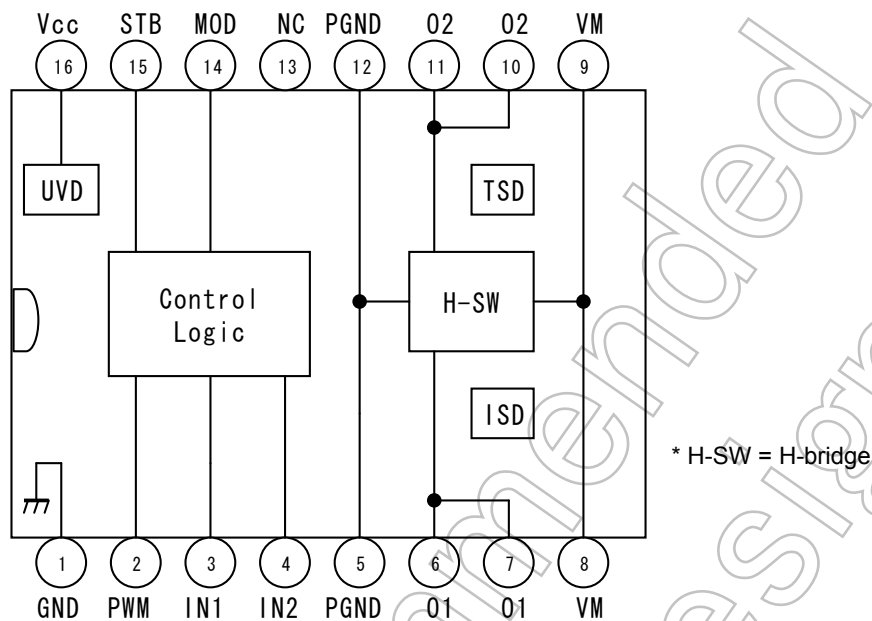 Vcc STB MOD NC PGND O2 O2 VM
16 15 14 13 12 11 10 9
UVD TSD
Control
Logic
H-SW
ISD
* H-SW = H-bridge
1 2 3 4 5 6 7 8
GND PWM IN1 IN2 PGND O1 O1 VM